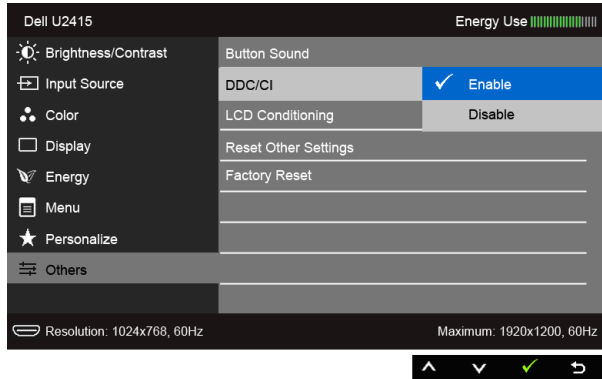 Dell U2415
Energy Use
Brightness/Contrast
Input Source
Color
Display
Energy
Menu
Personalize
Others
Button Sound
DDC/CI
LCD Conditioning
Reset Other Settings
Factory Reset
Enable
Disable
Resolution: 1024x768, 60Hz
Maximum: 1920x1200, 60Hz